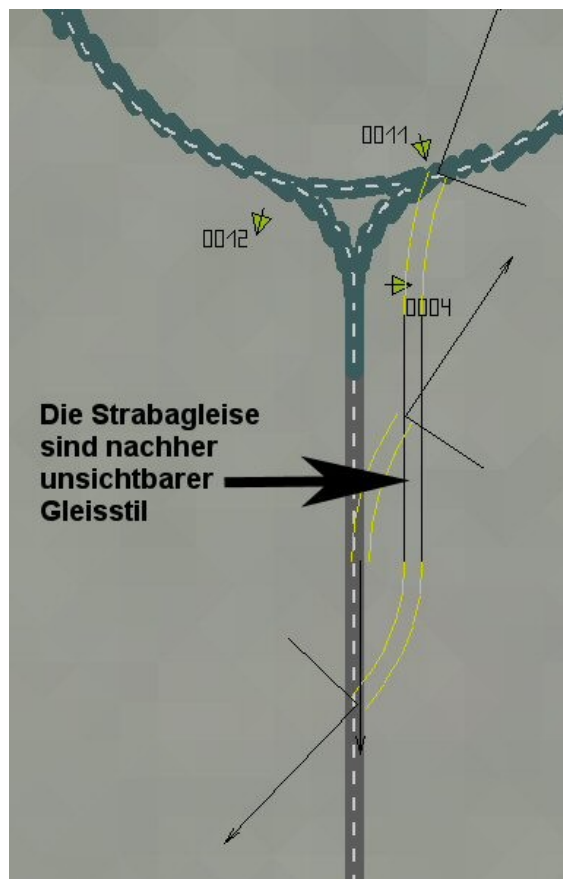 0011
0012
0004
Die Strabagleise
sind nachher
unsichtbarer
Gleisstil